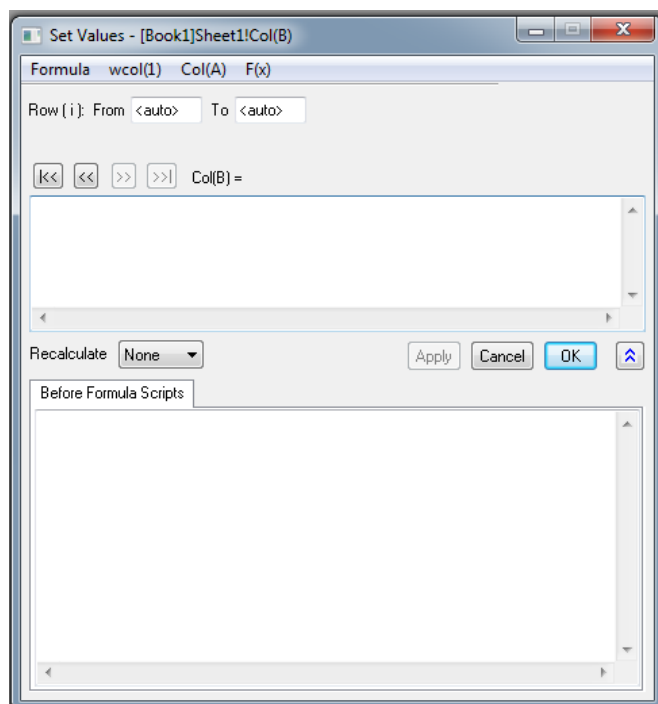 Set Values - [Book1]Sheet1!Col(B)
Formula wcol(1) Col(A) F(x)
Row ( i ): From <auto> To <auto>
|<< << >> >>| Col(B) =
Recalculate None Apply Cancel OK
Before Formula Scripts